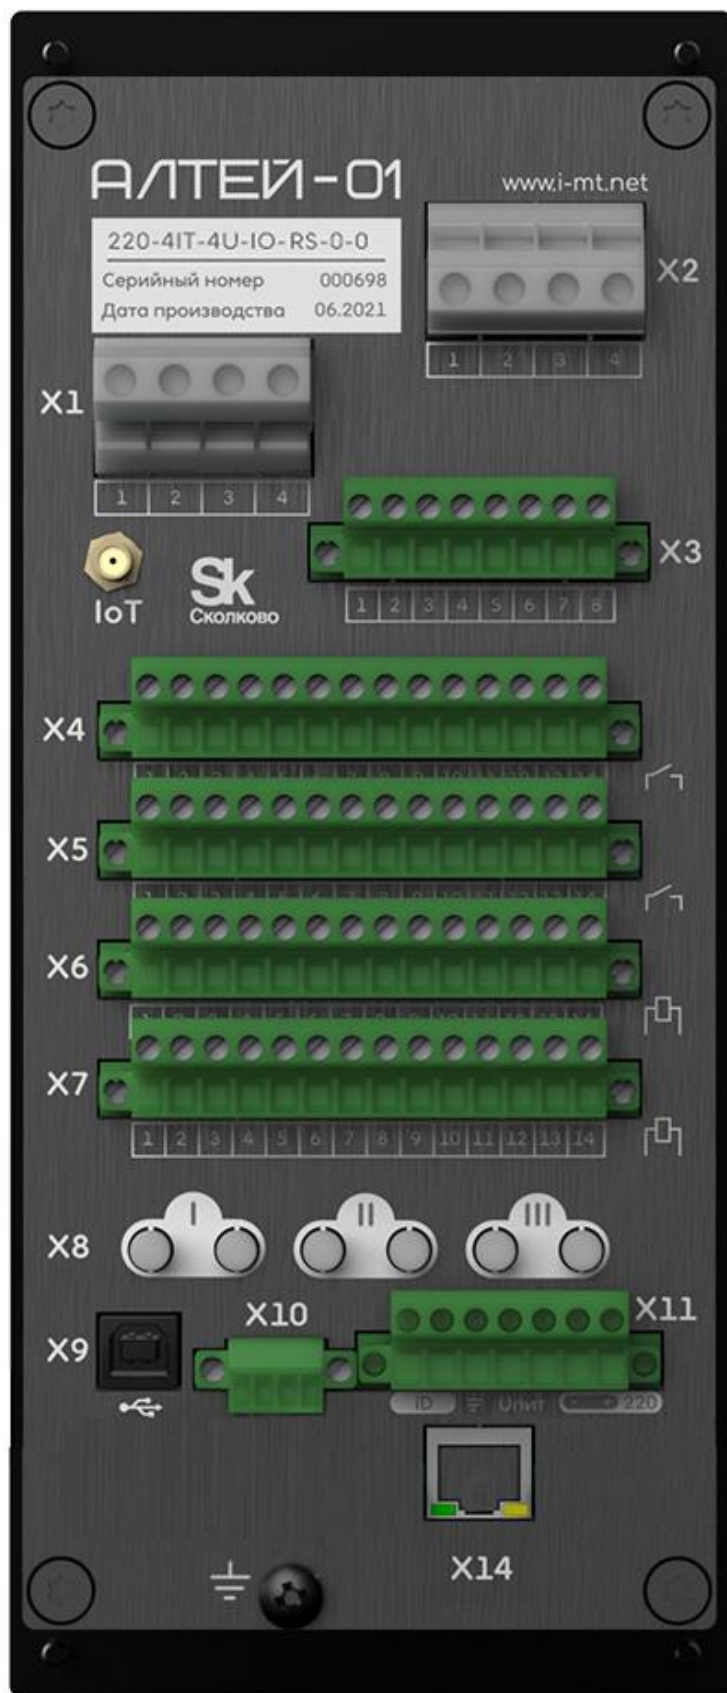 АЛТЕЙ-01
www.i-mt.net
220-4IT-4U-IO-RS-0-0
Серийный номер 000698
Дата производства 06.2021
X2
1 2 3 4
X1
1 2 3 4
X3
IoT
Sk
Сколково
1 2 3 4 5 6 7 8
X4
X5
X6
X7
1 2 3 4 5 6 7 8 9 10 11 12 13 14
X8
I II III
X9
X10
X11
iD Uпит - + 220
X14